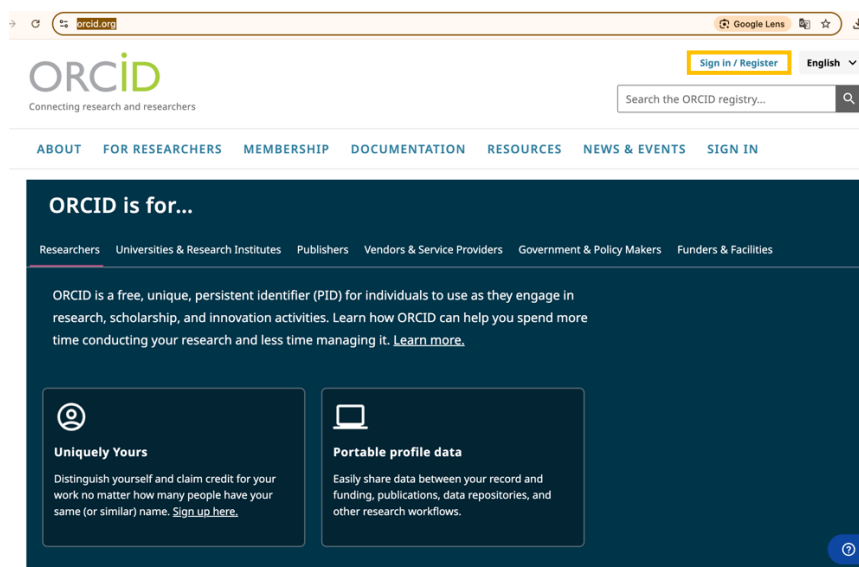 orcid.org
Google Lens
ORCID
Connecting research and researchers
Sign in / Register
English
Search the ORCID registry...
ABOUT FOR RESEARCHERS MEMBERSHIP DOCUMENTATION RESOURCES NEWS & EVENTS SIGN IN
ORCID is for...
Researchers Universities & Research Institutes Publishers Vendors & Service Providers Government & Policy Makers Funders & Facilities
ORCID is a free, unique, persistent identifier (PID) for individuals to use as they engage in
research, scholarship, and innovation activities. Learn how ORCID can help you spend more
time conducting your research and less time managing it. Learn more.
Uniquely Yours
Distinguish yourself and claim credit for your
work no matter how many people have your
same (or similar) name. Sign up here.
Portable profile data
Easily share data between your record and
funding, publications, data repositories, and
other research workflows.